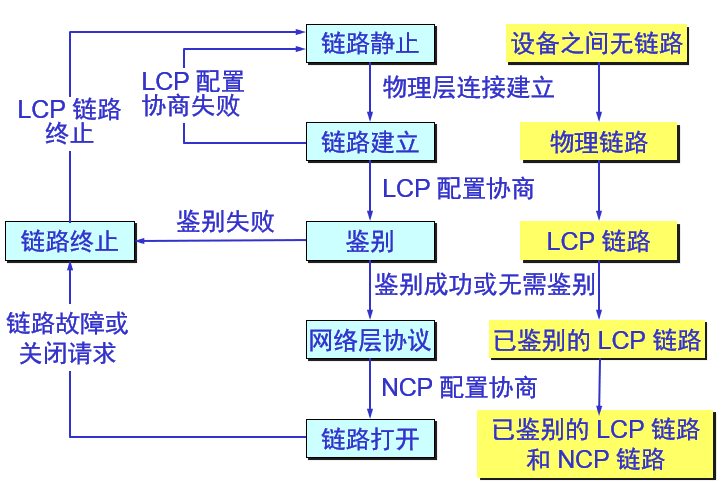 链路静止
设备之间无链路
LCP 配置
协商失败
物理层连接建立
LCP 链路
终止
链路建立
物理链路
LCP 配置协商
鉴别失败
链路终止
鉴别
LCP 链路
鉴别成功或无需鉴别
链路故障或
关闭请求
网络层协议
已鉴别的 LCP 链路
NCP 配置协商
链路打开
已鉴别的 LCP 链路
和 NCP 链路